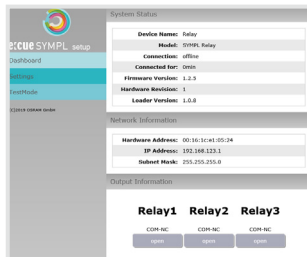 e:cue SYMPL setup
Dashboard
Settings
TestMode
(C)2019 OSRAM GmbH
System Status
Device Name: Relay
Model: SYMPL Relay
Connection: offline
Connected for: 0min
Firmware Version: 1.2.5
Hardware Revision: 1
Loader Version: 1.0.8
Network Information
Hardware Address: 00:16:1c:e1:05:24
IP Address: 192.168.123.1
Subnet Mask: 255.255.255.0
Output Information
Relay1 Relay2 Relay3
COM-NC COM-NC COM-NC
open open open